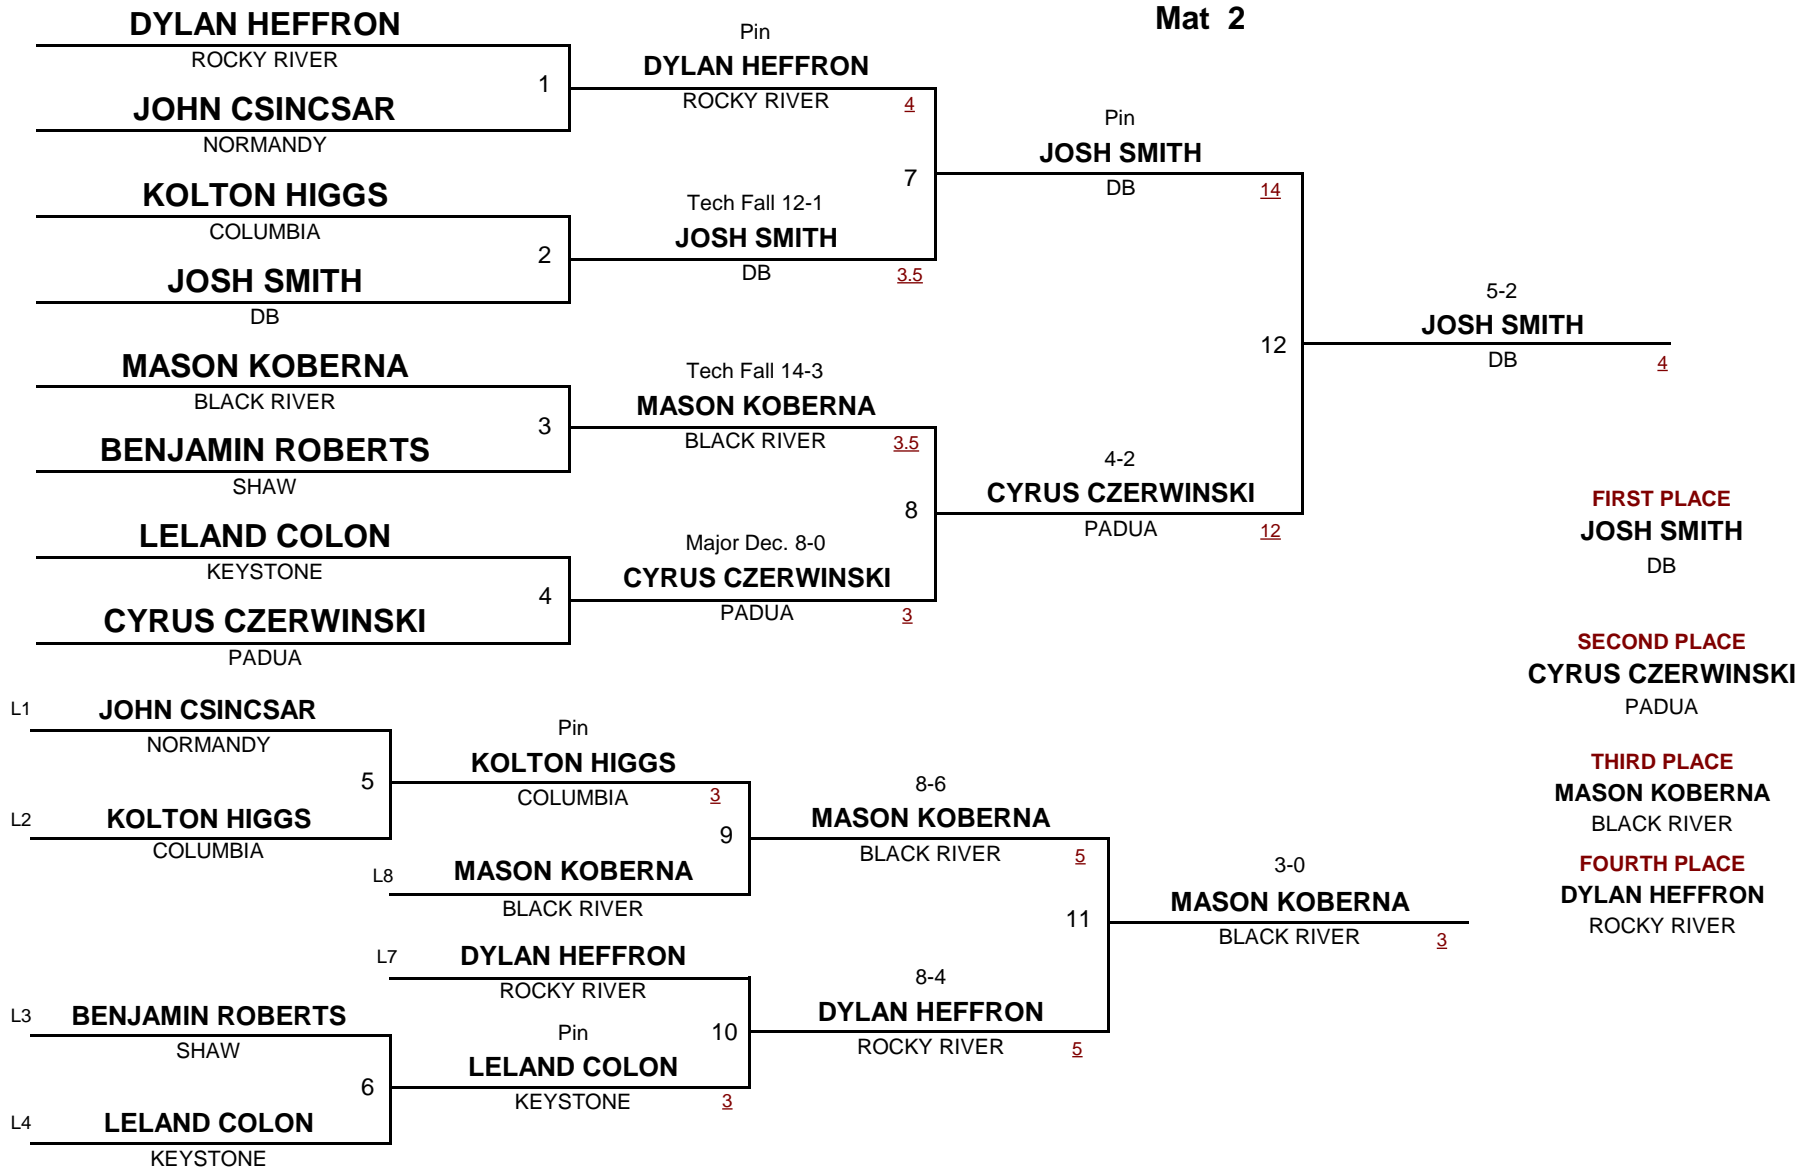 Mat 2
DYLAN HEFFRON
ROCKY RIVER
1
JOHN CSINCSAR
NORMANDY
KOLTON HIGGS
COLUMBIA
2
JOSH SMITH
DB
MASON KOBERNA
BLACK RIVER
3
BENJAMIN ROBERTS
SHAW
LELAND COLON
KEYSTONE
4
CYRUS CZERWINSKI
PADUA
Pin
DYLAN HEFFRON
ROCKY RIVER 4
7
Tech Fall 12-1
JOSH SMITH
DB 3.5
Tech Fall 14-3
MASON KOBERNA
BLACK RIVER 3.5
8
Major Dec. 8-0
CYRUS CZERWINSKI
PADUA 3
Pin
JOSH SMITH
DB 14
12
4-2
CYRUS CZERWINSKI
PADUA 12
5-2
JOSH SMITH
DB 4
FIRST PLACE
JOSH SMITH
DB
SECOND PLACE
CYRUS CZERWINSKI
PADUA
THIRD PLACE
MASON KOBERNA
BLACK RIVER
FOURTH PLACE
DYLAN HEFFRON
ROCKY RIVER
L1 JOHN CSINCSAR
NORMANDY
5
L2 KOLTON HIGGS
COLUMBIA
L3 BENJAMIN ROBERTS
SHAW
6
L4 LELAND COLON
KEYSTONE
Pin
KOLTON HIGGS
COLUMBIA 3
9
L8 MASON KOBERNA
BLACK RIVER
L7 DYLAN HEFFRON
ROCKY RIVER
10
Pin
LELAND COLON
KEYSTONE 3
8-6
MASON KOBERNA
BLACK RIVER 5
11
8-4
DYLAN HEFFRON
ROCKY RIVER 5
3-0
MASON KOBERNA
BLACK RIVER 3